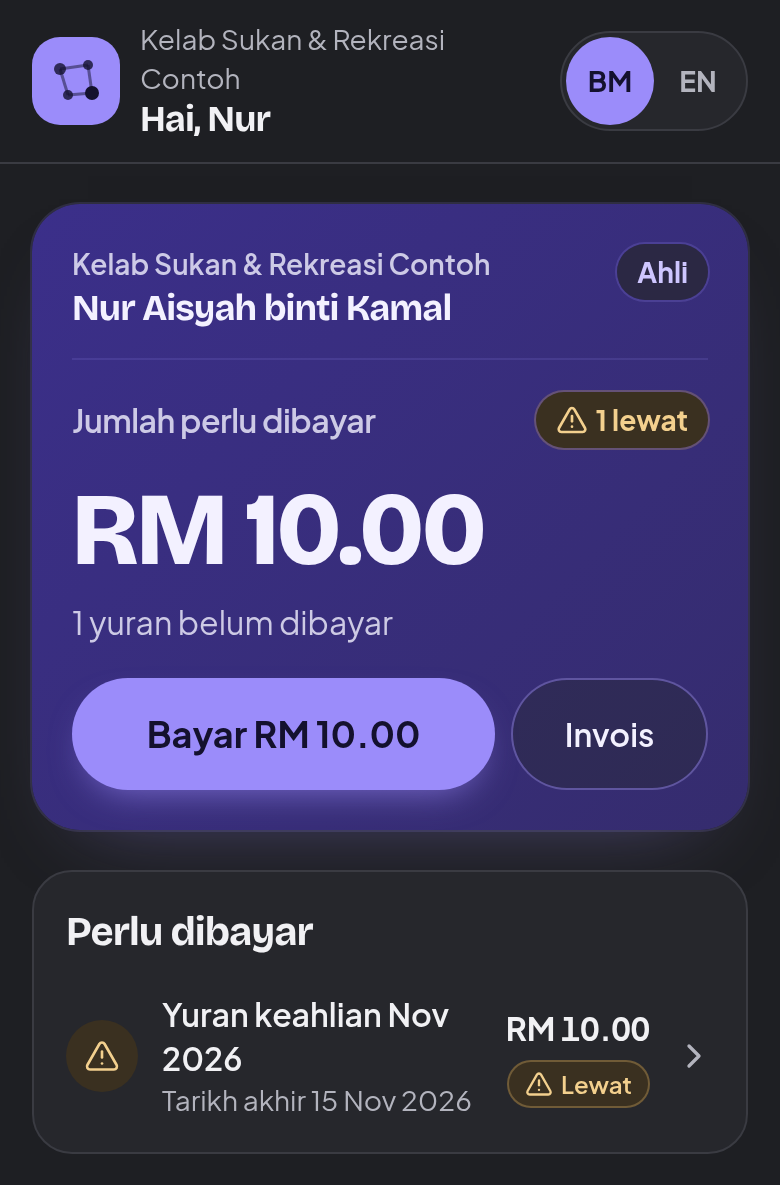 Kelab Sukan & Rekreasi
Contoh
Hai, Nur
BM
EN
Kelab Sukan & Rekreasi Contoh
Nur Aisyah binti Kamal
Ahli
Jumlah perlu dibayar
1 lewat
RM 10.00
1 yuran belum dibayar
Bayar RM 10.00
Invois
Perlu dibayar
Yuran keahlian Nov
2026
Tarikh akhir 15 Nov 2026
RM 10.00
Lewat